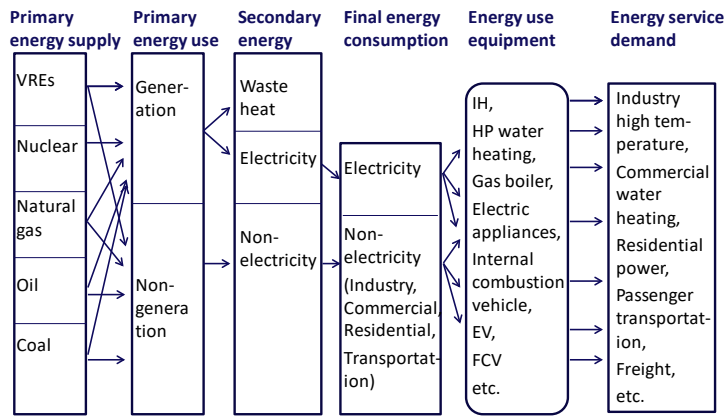 Primary
energy supply
Primary
energy use
Secondary
energy
Final energy
consumption
Energy use
equipment
Energy service
demand
VREs
Nuclear
Natural
gas
Oil
Coal
Gener-
ation
Non-
genera
tion
Waste
heat
Electricity
Non-
electricity
Electricity
Non-
electricity
(Industry,
Commercial,
Residential,
Transportat-
ion)
IH,
HP water
heating,
Gas boiler,
Electric
appliances,
Internal
combustion
vehicle,
EV,
FCV
etc.
Industry
high tem-
perature,
Commercial
water
heating,
Residential
power,
Passenger
transportat-
ion,
Freight,
etc.